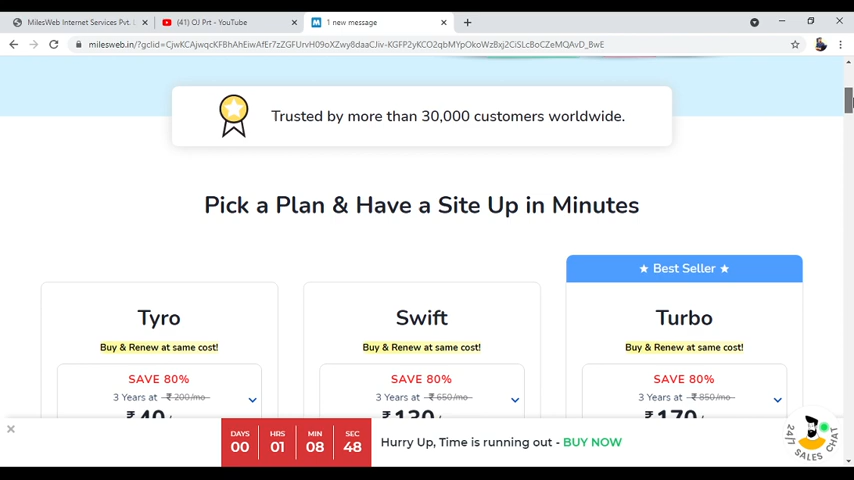 MilesWeb Internet Services Pvt. L
(41) OJ Prt - YouTube
1 new message
milesweb.in/?gclid=CjwKCAjwqcKFBhAhEiwAfEr7zZGFUrvH09oXZwy8daaCJiv-KGFP2yKCO2qbMYpOkoWzBxj2CiSLcBoCZeMQAvD_BwE
Trusted by more than 30,000 customers worldwide.
Pick a Plan & Have a Site Up in Minutes
★ Best Seller ★
Tyro
Swift
Turbo
Buy & Renew at same cost!
Buy & Renew at same cost!
Buy & Renew at same cost!
SAVE 80%
SAVE 80%
SAVE 80%
3 Years at ₹ 200/mo
3 Years at ₹ 650/mo
3 Years at ₹ 850/mo
₹ 40
₹ 130
₹ 170
DAYS HRS MIN SEC
00 01 08 48
Hurry Up, Time is running out - BUY NOW
24/7 SALES CHAT